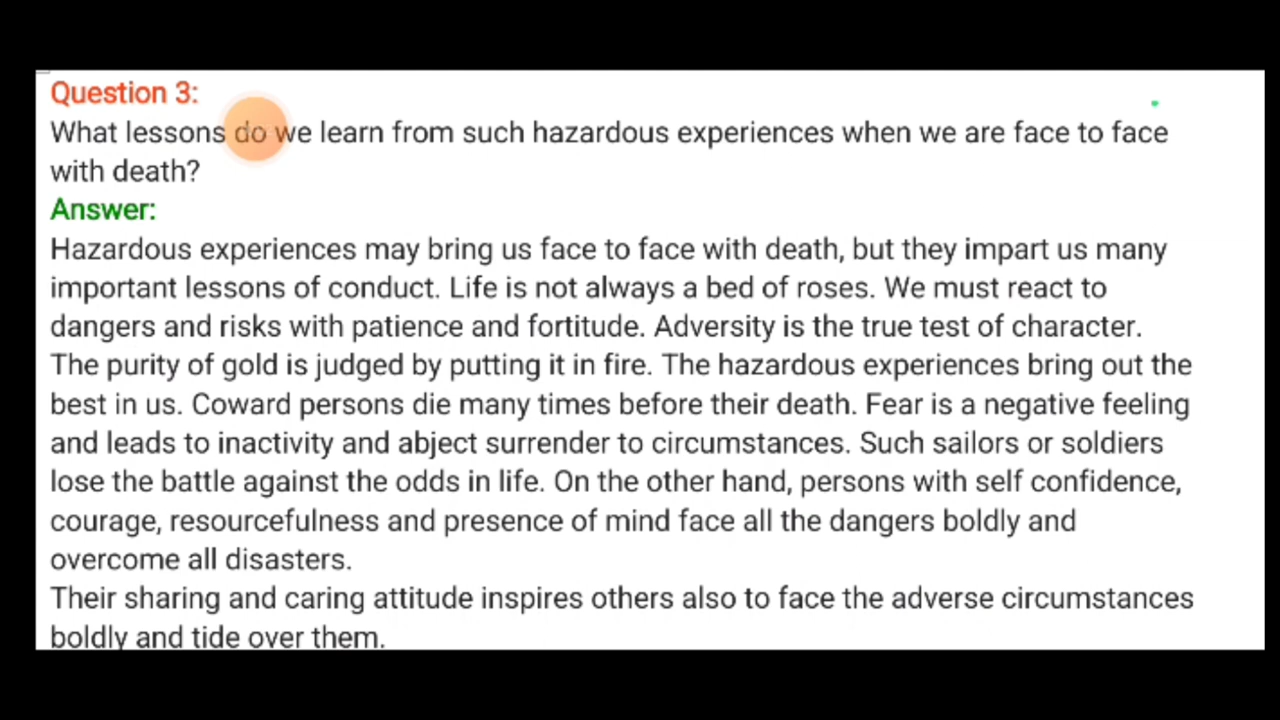 Question 3:
What lessons do we learn from such hazardous experiences when we are face to face
with death?
Answer:
Hazardous experiences may bring us face to face with death, but they impart us many
important lessons of conduct. Life is not always a bed of roses. We must react to
dangers and risks with patience and fortitude. Adversity is the true test of character.
The purity of gold is judged by putting it in fire. The hazardous experiences bring out the
best in us. Coward persons die many times before their death. Fear is a negative feeling
and leads to inactivity and abject surrender to circumstances. Such sailors or soldiers
lose the battle against the odds in life. On the other hand, persons with self confidence,
courage, resourcefulness and presence of mind face all the dangers boldly and
overcome all disasters.
Their sharing and caring attitude inspires others also to face the adverse circumstances
boldly and tide over them.